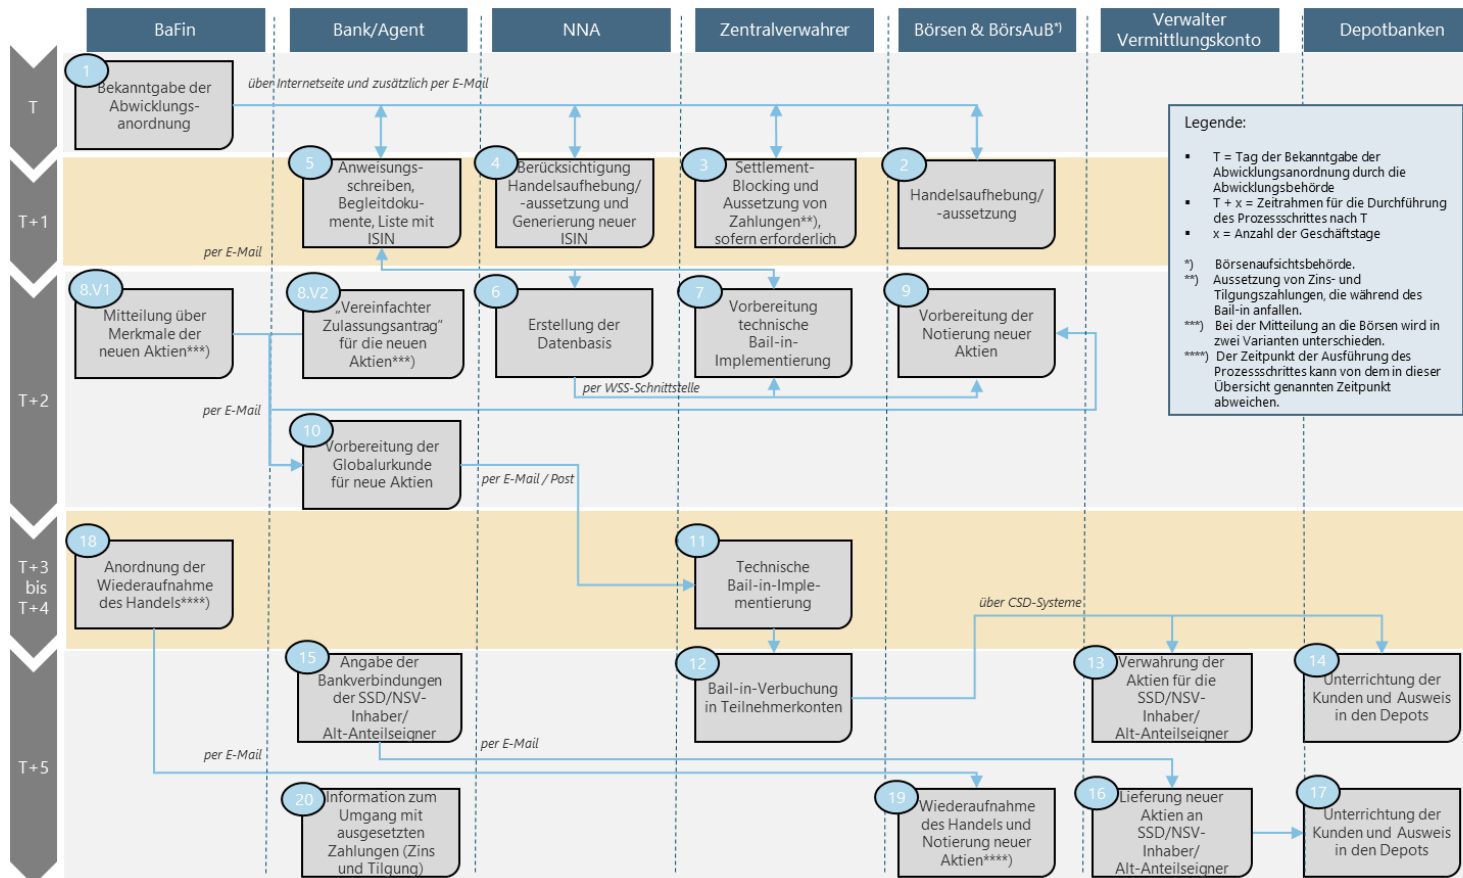 BaFin
Bank/Agent
NNA
Zentralverwahrer
Börsen & BörsAuB*)
Verwalter
Vermittlungskonto
Depotbanken
T
1
Bekanntgabe der
Abwicklungs-
anordnung
über Internetseite und zusätzlich per E-Mail
T+1
5
Anweisungs-
schreiben,
Begleitdoku-
mente, Liste mit
ISIN
4
Berücksichtigung
Handelsaufhebung/
-aussetzung und
Generierung neuer
ISIN
3
Settlement-
Blocking und
Aussetzung von
Zahlungen**),
sofern erforderlich
2
Handelsaufhebung/
-aussetzung
per E-Mail
Legende:
▪ T = Tag der Bekanntgabe der
Abwicklungsanordnung durch die
Abwicklungsbehörde
▪ T + x = Zeitrahmen für die Durchführung
des Prozessschrittes nach T
▪ x = Anzahl der Geschäftstage
*) Börsenaufsichtsbehörde.
**) Aussetzung von Zins- und
Tilgungszahlungen, die während des
Bail-in anfallen.
***) Bei der Mitteilung an die Börsen wird in
zwei Varianten unterschieden.
****) Der Zeitpunkt der Ausführung des
Prozessschrittes kann von dem in dieser
Übersicht genannten Zeitpunkt
abweichen.
T+2
8.V1
Mitteilung über
Merkmale der
neuen Aktien***)
8.V2
„Vereinfachter
Zulassungsantrag“
für die neuen
Aktien***)
6
Erstellung der
Datenbasis
7
Vorbereitung
technische
Bail-in-
Implementierung
9
Vorbereitung der
Notierung neuer
Aktien
per WSS-Schnittstelle
per E-Mail
10
Vorbereitung der
Globalurkunde
für neue Aktien
per E-Mail / Post
T+3
bis
T+4
18
Anordnung der
Wiederaufnahme
des Handels****)
11
Technische
Bail-in-Imple-
mentierung
über CSD-Systeme
T+5
15
Angabe der
Bankverbindungen
der SSD/NSV-
Inhaber/
Alt-Anteilseigner
12
Bail-in-Verbuchung
in Teilnehmerkonten
13
Verwahrung der
Aktien für die
SSD/NSV-
Inhaber/
Alt-Anteilseigner
14
Unterrichtung der
Kunden und Ausweis
in den Depots
per E-Mail
per E-Mail
20
Information zum
Umgang mit
ausgesetzten
Zahlungen (Zins
und Tilgung)
19
Wiederaufnahme
des Handels und
Notierung neuer
Aktien****)
16
Lieferung neuer
Aktien an
SSD/NSV-
Inhaber/
Alt-Anteilseigner
17
Unterrichtung der
Kunden und Ausweis
in den Depots